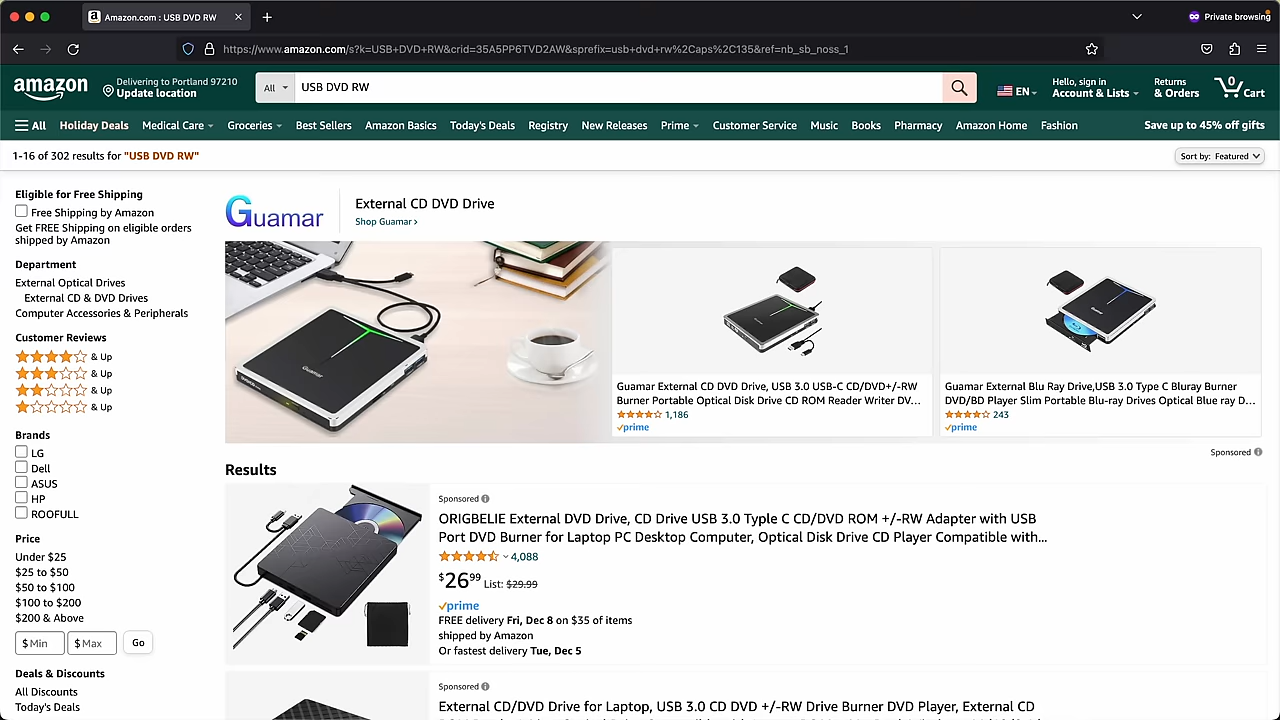 Amazon.com : USB DVD RW
Private browsing
https://www.amazon.com/s?k=USB+DVD+RW&crid=35A5PP6TVD2AW&sprefix=usb+dvd+rw%2Caps%2C135&ref=nb_sb_noss_1
amazon
Delivering to Portland 97210
Update location
All
USB DVD RW
EN
Hello, sign in
Account & Lists
Returns
& Orders
0
Cart
All
Holiday Deals
Medical Care
Groceries
Best Sellers
Amazon Basics
Today's Deals
Registry
New Releases
Prime
Customer Service
Music
Books
Pharmacy
Amazon Home
Fashion
Save up to 45% off gifts
1-16 of 302 results for "USB DVD RW"
Sort by: Featured
Eligible for Free Shipping
Free Shipping by Amazon
Get FREE Shipping on eligible orders
shipped by Amazon
Department
External Optical Drives
External CD & DVD Drives
Computer Accessories & Peripherals
Customer Reviews
& Up
& Up
& Up
& Up
Brands
LG
Dell
ASUS
HP
ROOFULL
Price
Under $25
$25 to $50
$50 to $100
$100 to $200
$200 & Above
$ Min
$ Max
Go
Deals & Discounts
All Discounts
Today's Deals
Guamar
External CD DVD Drive
Shop Guamar ›
Guamar
Guamar External CD DVD Drive, USB 3.0 USB-C CD/DVD+/-RW
Burner Portable Optical Disk Drive CD ROM Reader Writer DV…
1,186
prime
Guamar External Blu Ray Drive,USB 3.0 Type C Bluray Burner
DVD/BD Player Slim Portable Blu-ray Drives Optical Blue ray D…
243
prime
Sponsored
Results
Sponsored
ORIGBELIE External DVD Drive, CD Drive USB 3.0 Typle C CD/DVD ROM +/-RW Adapter with USB
Port DVD Burner for Laptop PC Desktop Computer, Optical Disk Drive CD Player Compatible with…
4,088
$26.99 List: $29.99
prime
FREE delivery Fri, Dec 8 on $35 of items
shipped by Amazon
Or fastest delivery Tue, Dec 5
Sponsored
External CD/DVD Drive for Laptop, USB 3.0 CD DVD +/-RW Drive Burner DVD Player, External CD